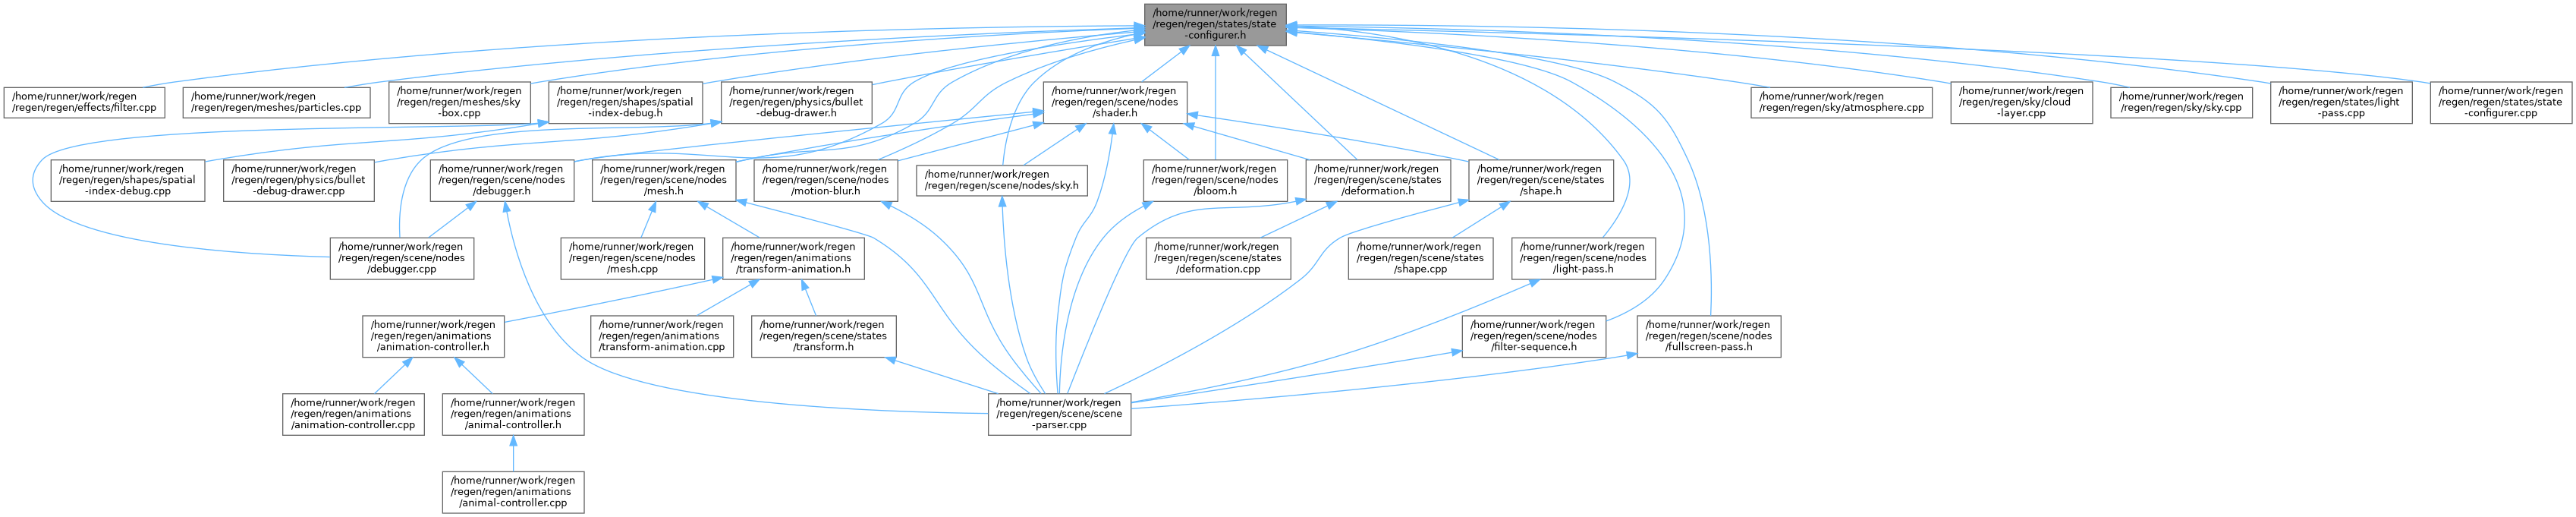 /home/runner/work/regen
/regen/regen/states/state
-configurer.h
/home/runner/work/regen
/regen/regen/effects/filter.cpp
/home/runner/work/regen
/regen/regen/meshes/particles.cpp
/home/runner/work/regen
/regen/regen/meshes/sky
-box.cpp
/home/runner/work/regen
/regen/regen/shapes/spatial
-index-debug.h
/home/runner/work/regen
/regen/regen/physics/bullet
-debug-drawer.h
/home/runner/work/regen
/regen/regen/scene/nodes
/shader.h
/home/runner/work/regen
/regen/regen/sky/atmosphere.cpp
/home/runner/work/regen
/regen/regen/sky/cloud
-layer.cpp
/home/runner/work/regen
/regen/regen/sky/sky.cpp
/home/runner/work/regen
/regen/regen/states/light
-pass.cpp
/home/runner/work/regen
/regen/regen/states/state
-configurer.cpp
/home/runner/work/regen
/regen/regen/shapes/spatial
-index-debug.cpp
/home/runner/work/regen
/regen/regen/physics/bullet
-debug-drawer.cpp
/home/runner/work/regen
/regen/regen/scene/nodes
/debugger.h
/home/runner/work/regen
/regen/regen/scene/nodes
/mesh.h
/home/runner/work/regen
/regen/regen/scene/nodes
/motion-blur.h
/home/runner/work/regen
/regen/regen/scene/nodes/sky.h
/home/runner/work/regen
/regen/regen/scene/nodes
/bloom.h
/home/runner/work/regen
/regen/regen/scene/states
/deformation.h
/home/runner/work/regen
/regen/regen/scene/states
/shape.h
/home/runner/work/regen
/regen/regen/scene/nodes
/debugger.cpp
/home/runner/work/regen
/regen/regen/scene/nodes
/mesh.cpp
/home/runner/work/regen
/regen/regen/animations
/transform-animation.h
/home/runner/work/regen
/regen/regen/scene/states
/deformation.cpp
/home/runner/work/regen
/regen/regen/scene/states
/shape.cpp
/home/runner/work/regen
/regen/regen/scene/nodes
/light-pass.h
/home/runner/work/regen
/regen/regen/animations
/animation-controller.h
/home/runner/work/regen
/regen/regen/animations
/transform-animation.cpp
/home/runner/work/regen
/regen/regen/scene/states
/transform.h
/home/runner/work/regen
/regen/regen/scene/nodes
/filter-sequence.h
/home/runner/work/regen
/regen/regen/scene/nodes
/fullscreen-pass.h
/home/runner/work/regen
/regen/regen/animations
/animation-controller.cpp
/home/runner/work/regen
/regen/regen/animations
/animal-controller.h
/home/runner/work/regen
/regen/regen/scene/scene
-parser.cpp
/home/runner/work/regen
/regen/regen/animations
/animal-controller.cpp